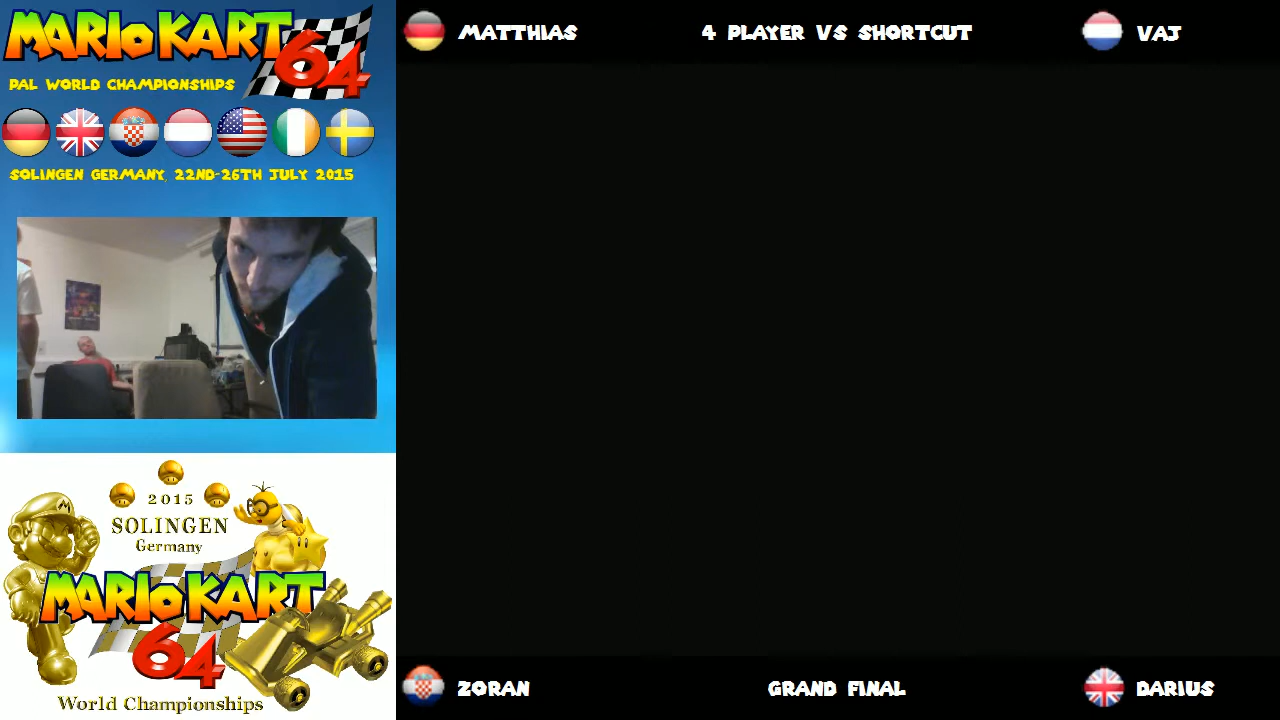 MARIO KART
64
PAL WORLD CHAMPIONSHIPS
SOLINGEN GERMANY, 22ND-26TH JULY 2015
2015
SOLINGEN
Germany
MARIO KART
64
World Championships
MATTHIAS
4 PLAYER VS SHORTCUT
VAJ
ZORAN
GRAND FINAL
DARIUS